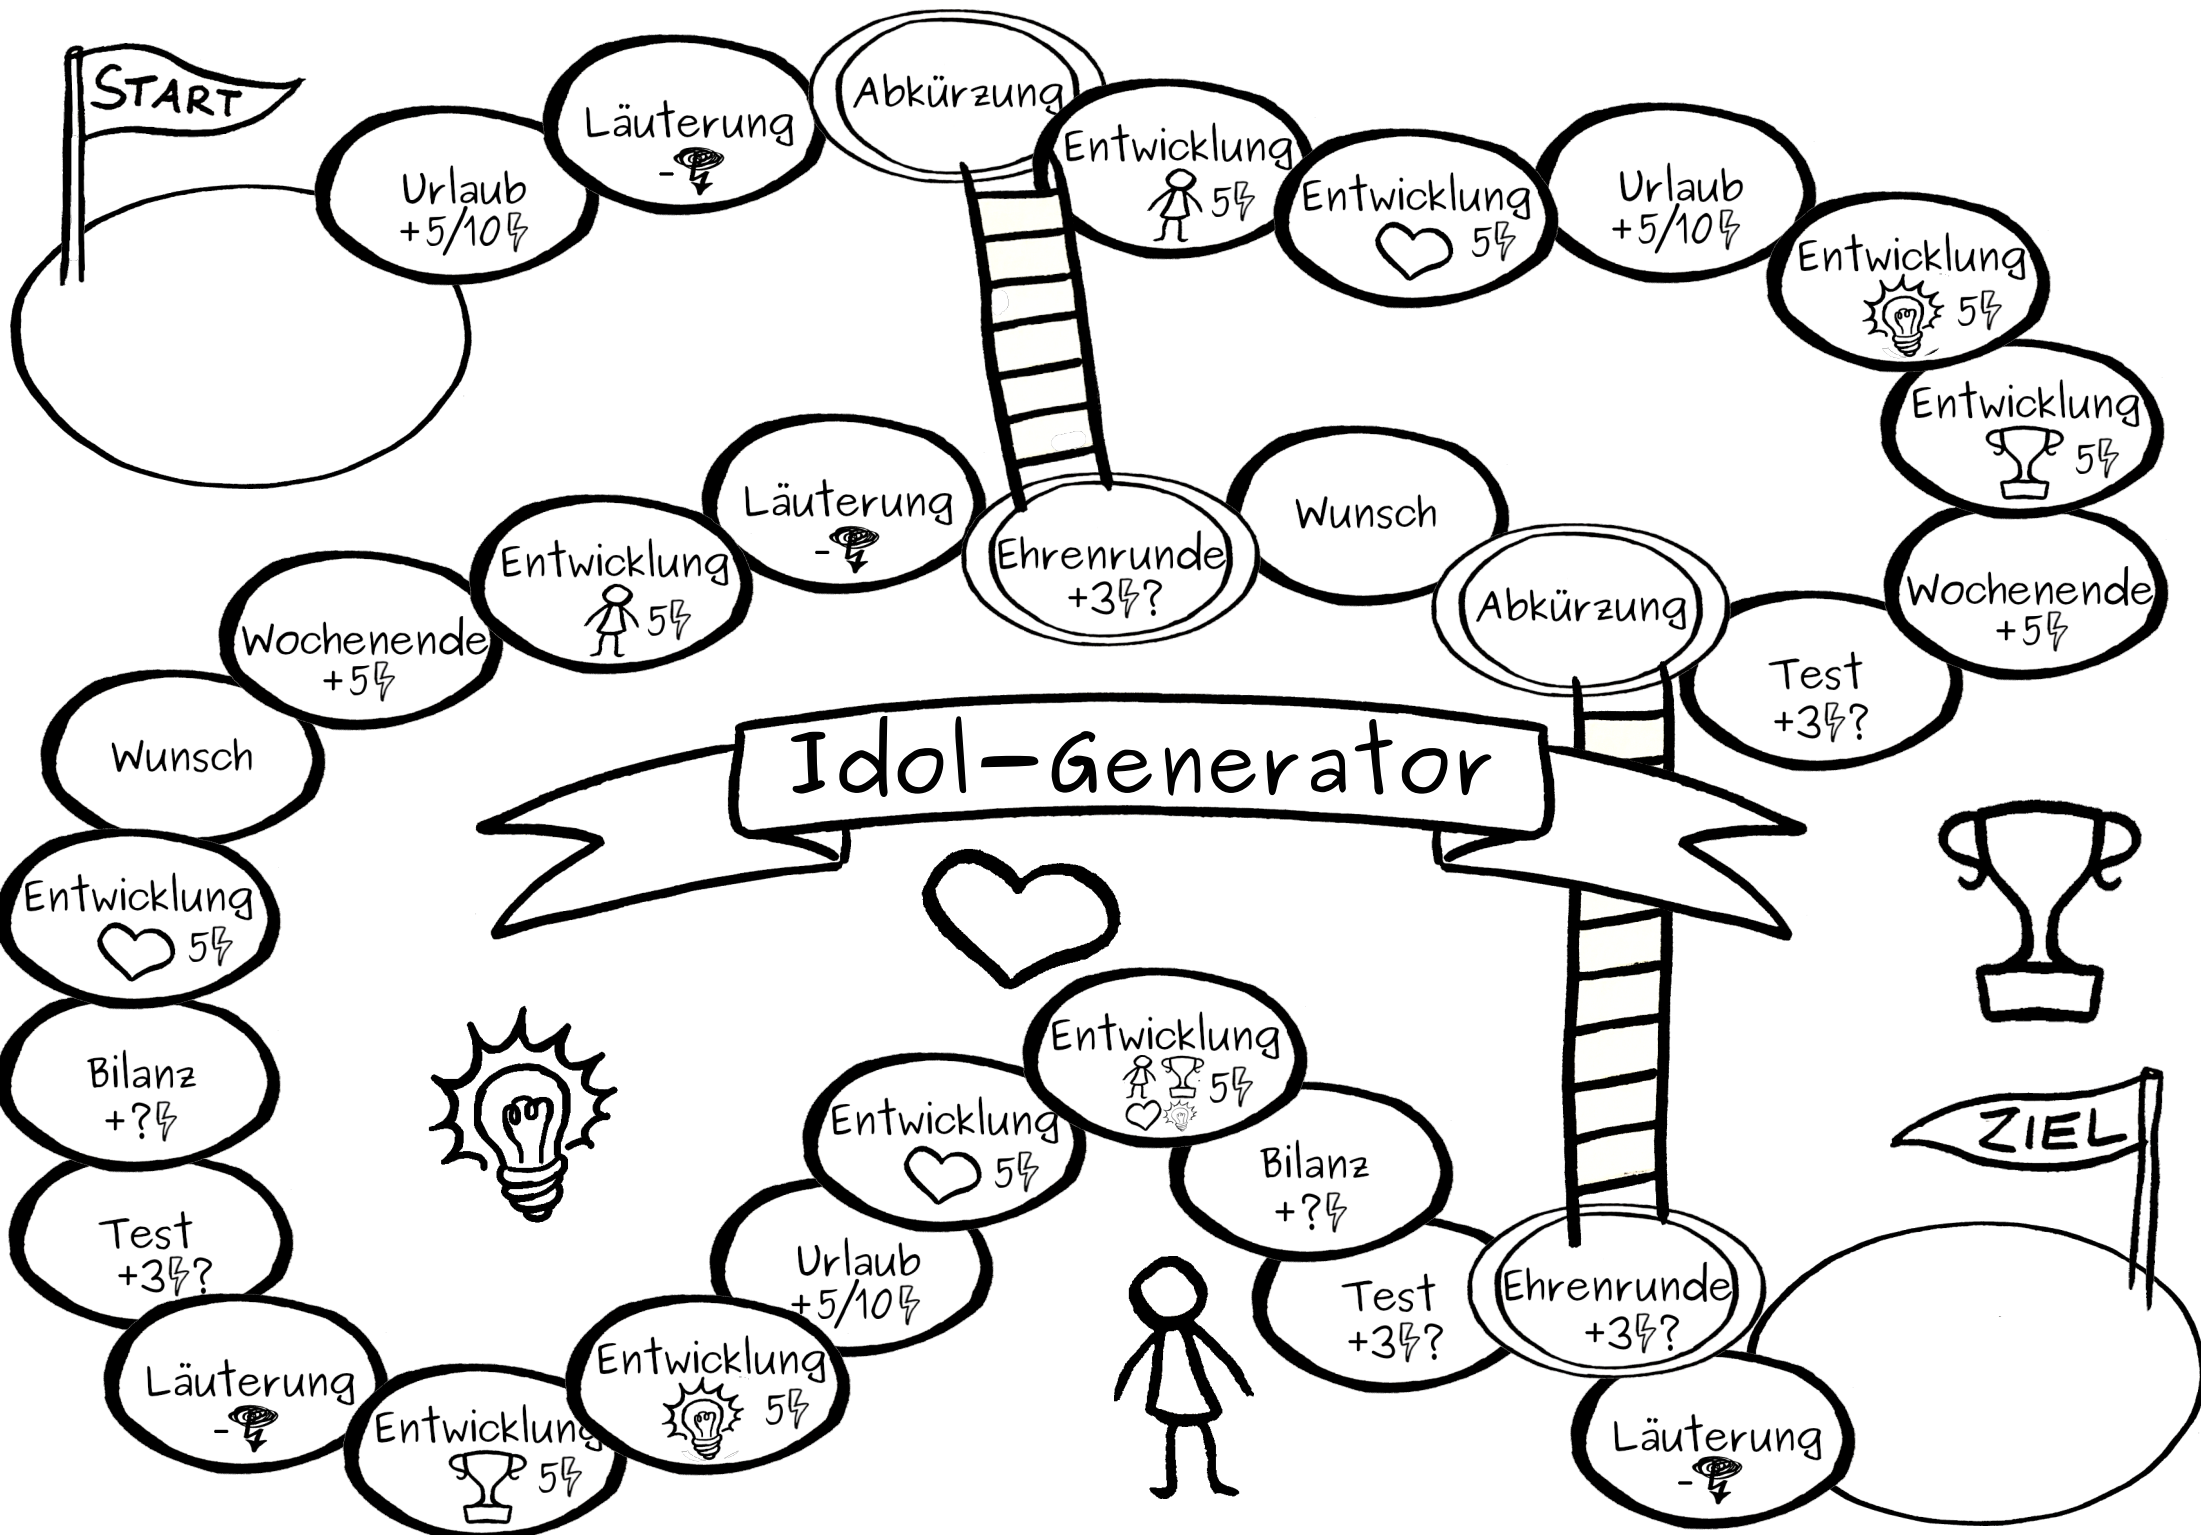 START
Urlaub
+5/10
Läuterung
-
Abkürzung
Entwicklung
5
Entwicklung
5
Urlaub
+5/10
Entwicklung
5
Entwicklung
5
Wochenende
+5
Test
+3 ?
Abkürzung
Wunsch
Ehrenrunde
+3 ?
Läuterung
-
Entwicklung
5
Wochenende
+5
Wunsch
Idol-Generator
Entwicklung
5
Bilanz
+?
Test
+3 ?
Läuterung
-
Entwicklung
5
Entwicklung
5
Urlaub
+5/10
Entwicklung
5
Entwicklung
5
Bilanz
+?
Test
+3 ?
Ehrenrunde
+3 ?
Läuterung
-
ZIEL